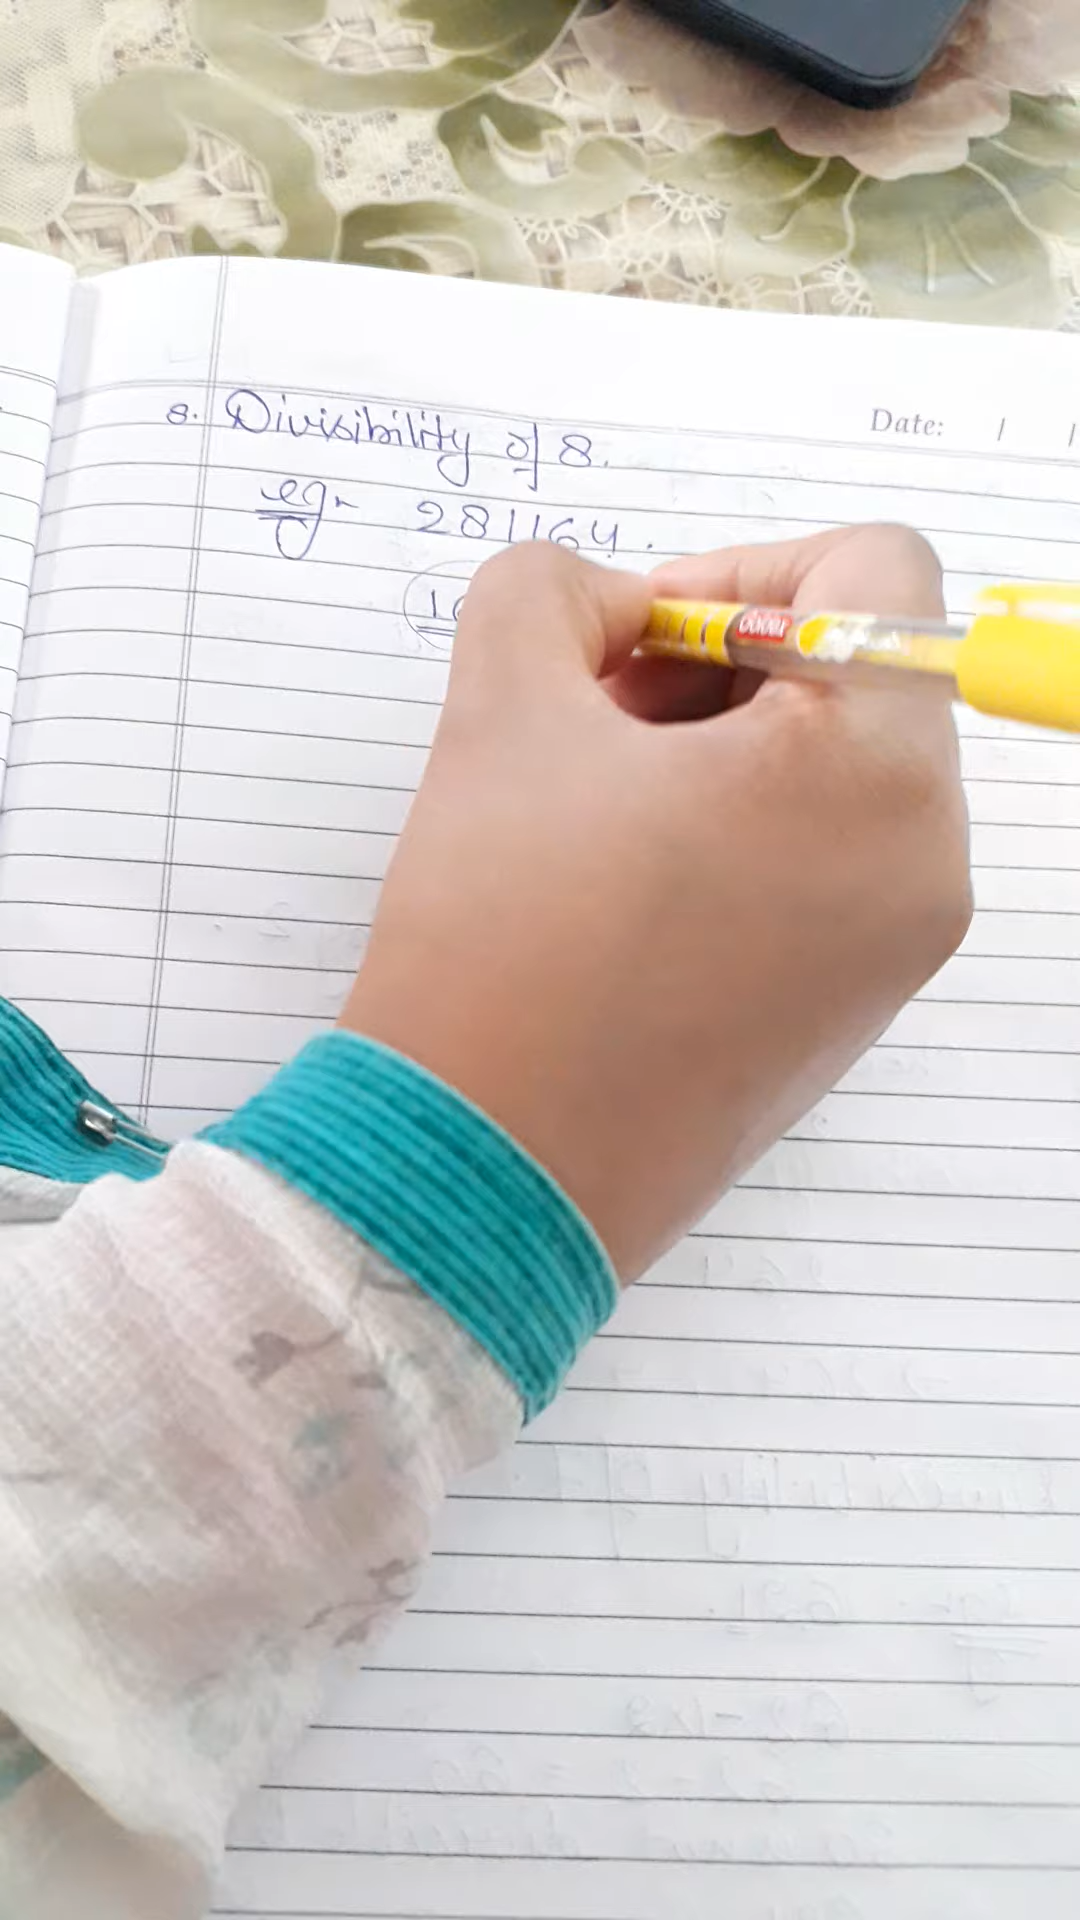 Date: / /
8. Divisibility of 8.
eg- 281164.